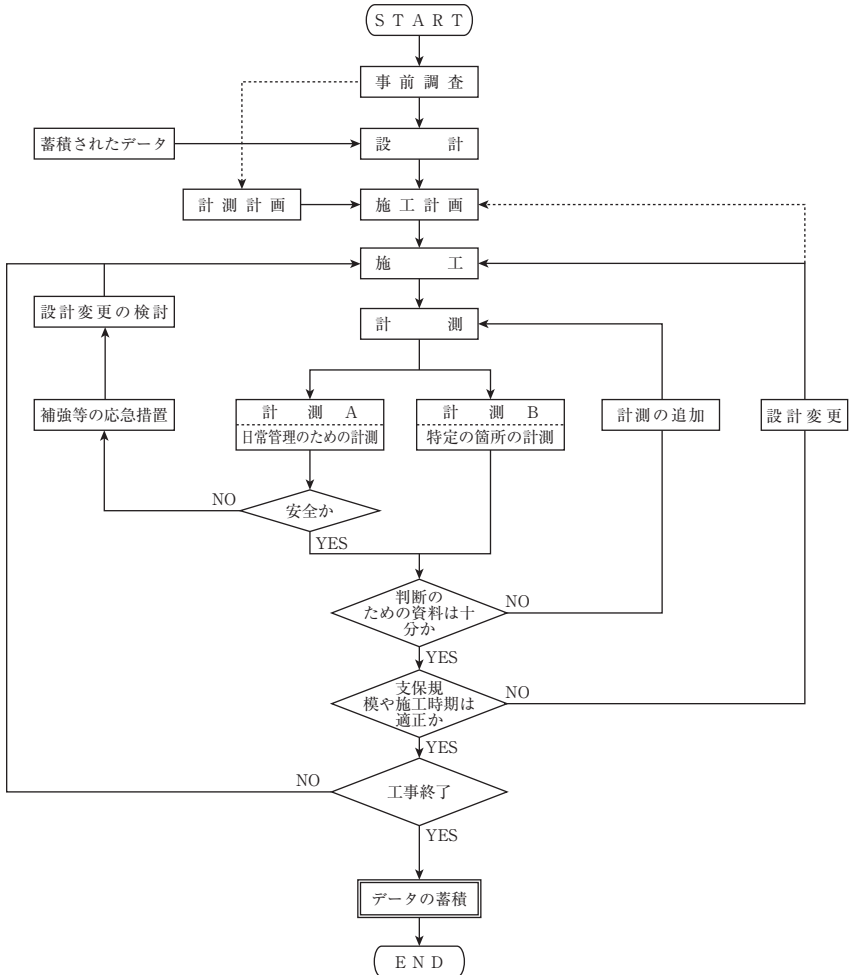 START
事前調査
蓄積されたデータ
設計
計測計画
施工計画
施工
設計変更の検討
計測
補強等の応急措置
計測A
日常管理のための計測
計測B
特定の箇所の計測
計測の追加
設計変更
NO
安全か
YES
判断の
ための資料は十
分か
NO
YES
支保規
模や施工時期は
適正か
NO
YES
NO
工事終了
YES
データの蓄積
END